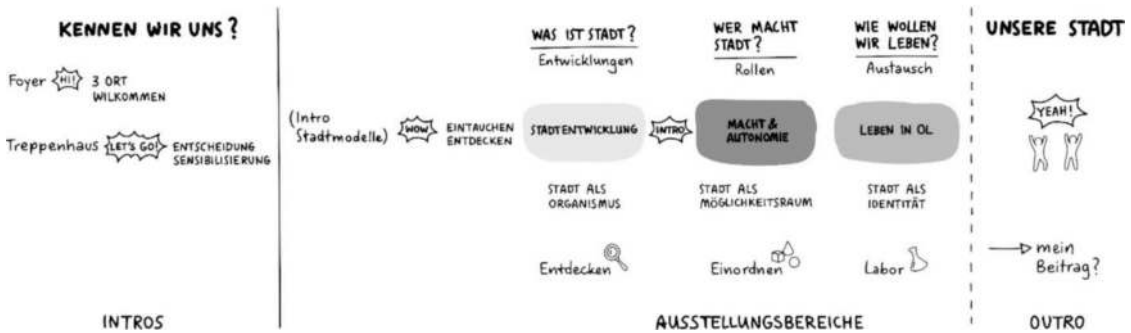 KENNEN WIR UNS?
Foyer HI! 3 ORT
WILKOMMEN
Treppenhaus LET'S GO! ENTSCHEIDUNG
SENSIBILISIERUNG
INTROS
(Intro
Stadtmodelle)
WOW
EINTAUCHEN
ENTDECKEN
WAS IST STADT?
Entwicklungen
STADTENTWICKLUNG
STADT ALS
ORGANISMUS
Entdecken
INTRO
WER MACHT
STADT?
Rollen
MACHT &
AUTONOMIE
STADT ALS
MÖGLICHKEITSRAUM
Einordnen
WIE WOLLEN
WIR LEBEN?
Austausch
LEBEN IN OL
STADT ALS
IDENTITÄT
Labor
AUSSTELLUNGSBEREICHE
UNSERE STADT
YEAH!
mein
Beitrag?
OUTRO